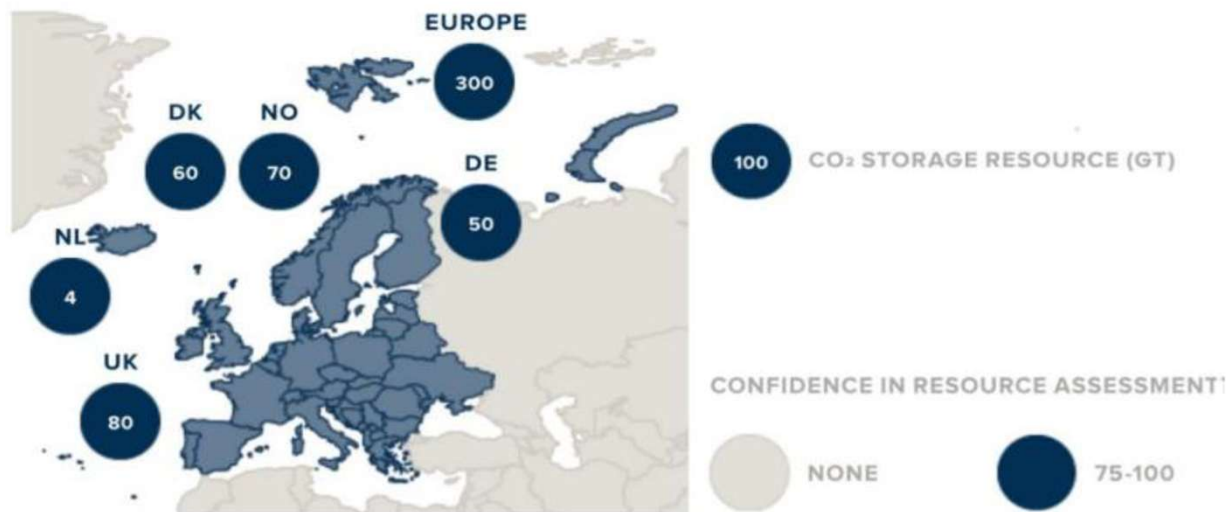 EUROPE
300
DK
60
NO
70
DE
50
NL
4
UK
80
100
CO₂ STORAGE RESOURCE (GT)
CONFIDENCE IN RESOURCE ASSESSMENT
NONE
75-100